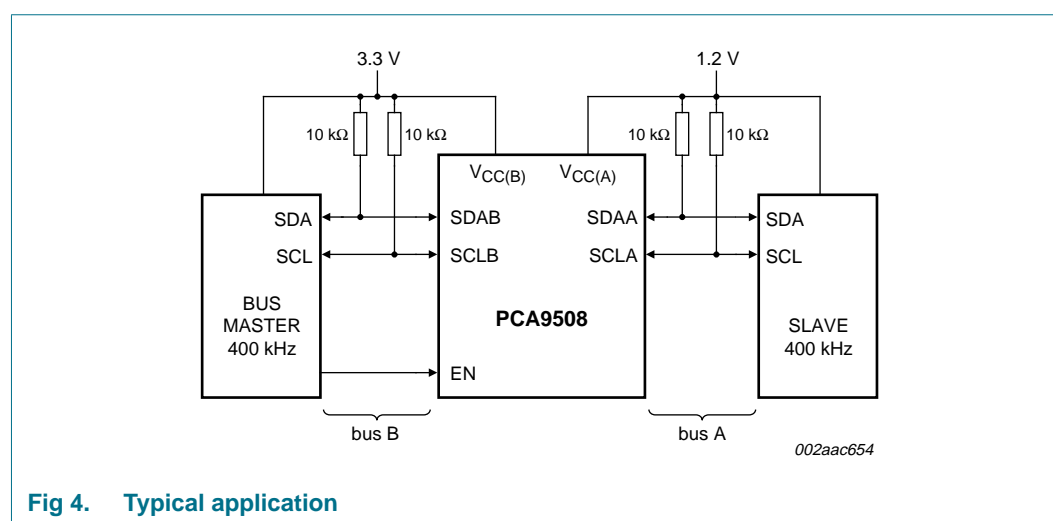 3.3 V
1.2 V
10 kΩ
10 kΩ
10 kΩ
10 kΩ
VCC(B)
VCC(A)
SDA
SDAB
SDAA
SDA
SCL
SCLB
SCLA
SCL
BUS
MASTER
400 kHz
PCA9508
SLAVE
400 kHz
EN
bus B
bus A
002aac654
Fig 4. Typical application